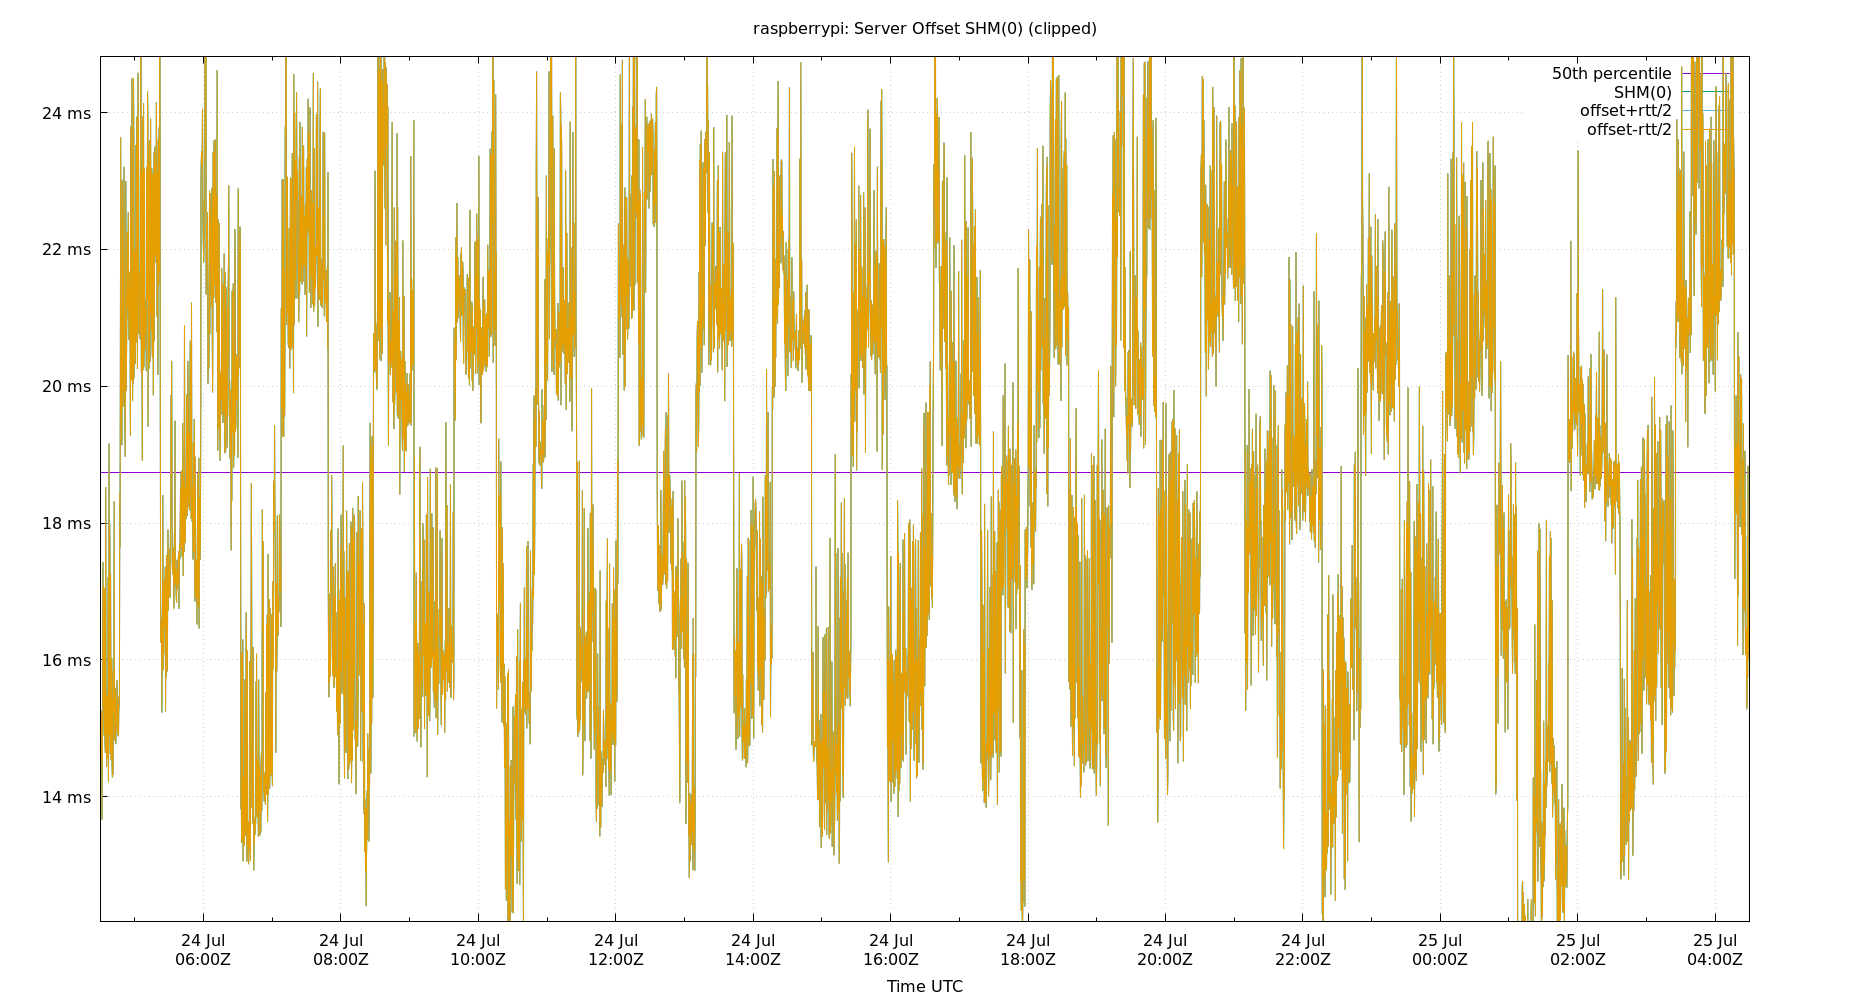 raspberrypi: Server Offset SHM(0) (clipped)
50th percentile
SHM(0)
offset+rtt/2
offset-rtt/2
24 ms
22 ms
20 ms
18 ms
16 ms
14 ms
24 Jul 24 Jul 24 Jul 24 Jul 24 Jul 24 Jul 24 Jul 24 Jul 24 Jul 25 Jul 25 Jul 25 Jul
06:00Z 08:00Z 10:00Z 12:00Z 14:00Z 16:00Z 18:00Z 20:00Z 22:00Z 00:00Z 02:00Z 04:00Z
Time UTC